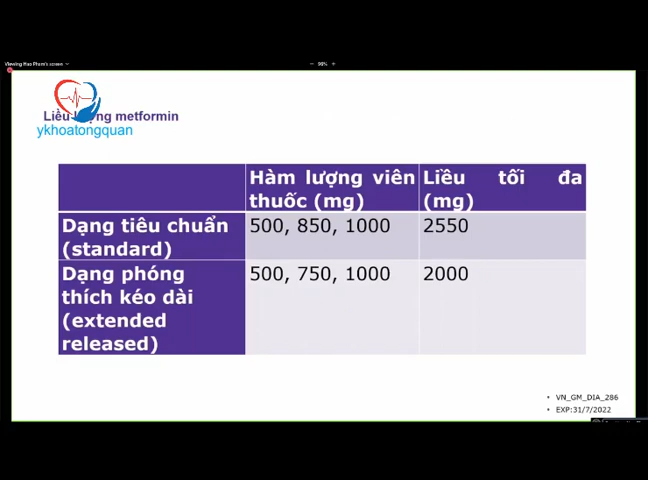 Viewing Hao Pham's screen
98%
Liều lượng metformin
ykhoatongquan
Hàm lượng viên thuốc (mg)
Liều tối đa (mg)
Dạng tiêu chuẩn (standard)
500, 850, 1000
2550
Dạng phóng thích kéo dài (extended released)
500, 750, 1000
2000
• VN_GM_DIA_286
• EXP:31/7/2022